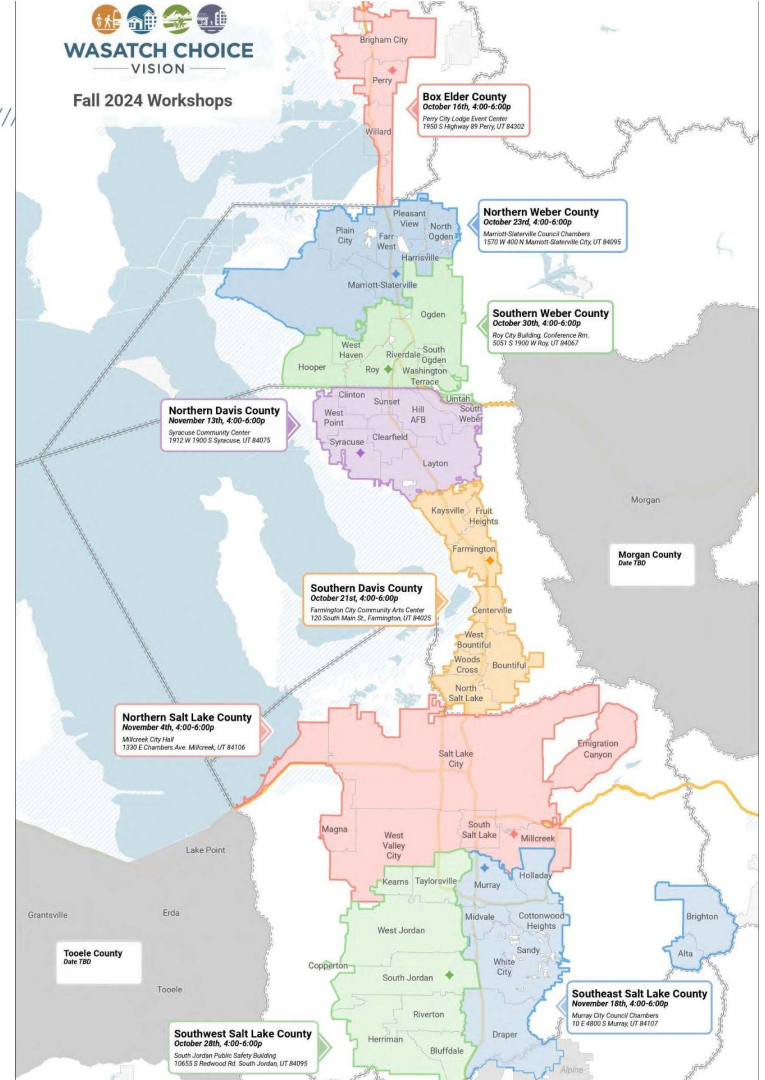 WASATCH CHOICE
VISION
Fall 2024 Workshops
Brigham City
Perry
Willard
Box Elder County
October 16th, 4:00-6:00p
Perry City Lodge Event Center
1950 S Highway 89 Perry, UT 84302
Pleasant
View
Plain
City
Farr
West
North
Ogden
Harrisville
Marriott-Slaterville
Northern Weber County
October 23rd, 4:00-6:00p
Marriott-Slaterville Council Chambers
1570 W 400 N Marriott-Slaterville City, UT 84095
Ogden
Southern Weber County
October 30th, 4:00-6:00p
Roy City Building, Conference Rm.
5051 S 1900 W Roy, UT 84067
West
Haven
Riverdale
South
Ogden
Hooper
Roy
Washington
Terrace
Uintah
Clinton
Sunset
West
Point
Hill
AFB
South
Weber
Northern Davis County
November 13th, 4:00-6:00p
Syracuse Community Center
1912 W 1900 S Syracuse, UT 84075
Syracuse
Clearfield
Layton
Kaysville
Fruit
Heights
Farmington
Morgan
Morgan County
Date TBD
Southern Davis County
October 21st, 4:00-6:00p
Farmington City Community Arts Center
120 South Main St., Farmington, UT 84025
Centerville
West
Bountiful
Woods
Cross
Bountiful
North
Salt Lake
Northern Salt Lake County
November 4th, 4:00-6:00p
Millcreek City Hall
1330 E Chambers Ave. Millcreek, UT 84106
Salt Lake
City
Emigration
Canyon
Magna
West
Valley
City
South
Salt Lake
Millcreek
Lake Point
Kearns
Taylorsville
Murray
Holladay
Grantsville
Erda
West Jordan
Midvale
Cottonwood
Heights
Brighton
Sandy
Alta
White
City
Tooele County
Date TBD
Copperton
South Jordan
Tooele
Southeast Salt Lake County
November 18th, 4:00-6:00p
Murray City Council Chambers
10 E 4800 S Murray, UT 84107
Riverton
Draper
Herriman
Bluffdale
Southwest Salt Lake County
October 28th, 4:00-6:00p
South Jordan Public Safety Building
10655 S Redwood Rd. South Jordan, UT 84095
Alpine